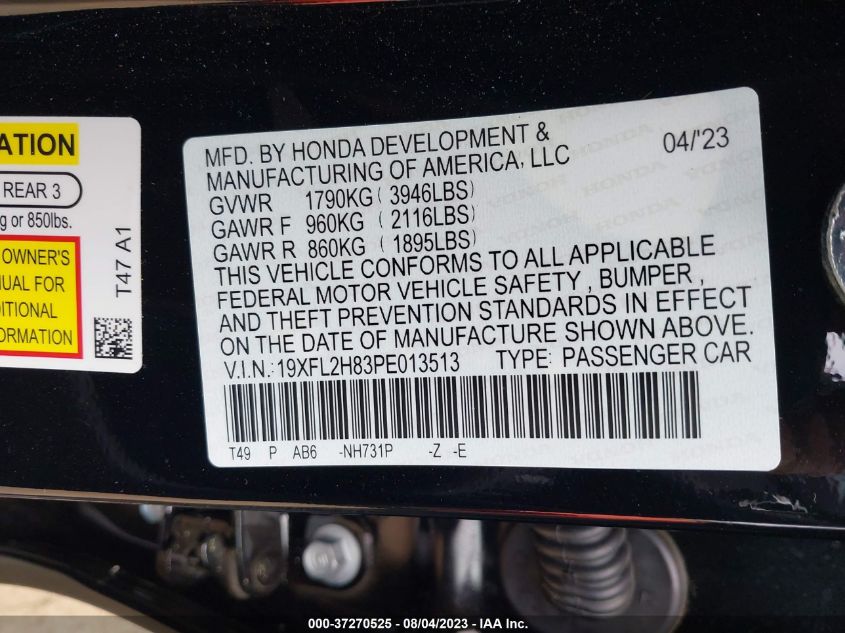 ATION
REAR 3
g or 850lbs.
OWNER'S
NUAL FOR
DITIONAL
FORMATION
T47 A1
MFD. BY HONDA DEVELOPMENT &
MANUFACTURING OF AMERICA, LLC
04/'23
GVWR 1790KG( 3946LBS)
GAWR F 960KG ( 2116LBS)
GAWR R 860KG ( 1895LBS)
THIS VEHICLE CONFORMS TO ALL APPLICABLE
FEDERAL MOTOR VEHICLE SAFETY , BUMPER ,
AND THEFT PREVENTION STANDARDS IN EFFECT
ON THE DATE OF MANUFACTURE SHOWN ABOVE.
V.I.N.:19XFL2H83PE013513 TYPE: PASSENGER CAR
T49 P AB6 -NH731P -Z -E
000-37270525 - 08/04/2023 - IAA Inc.